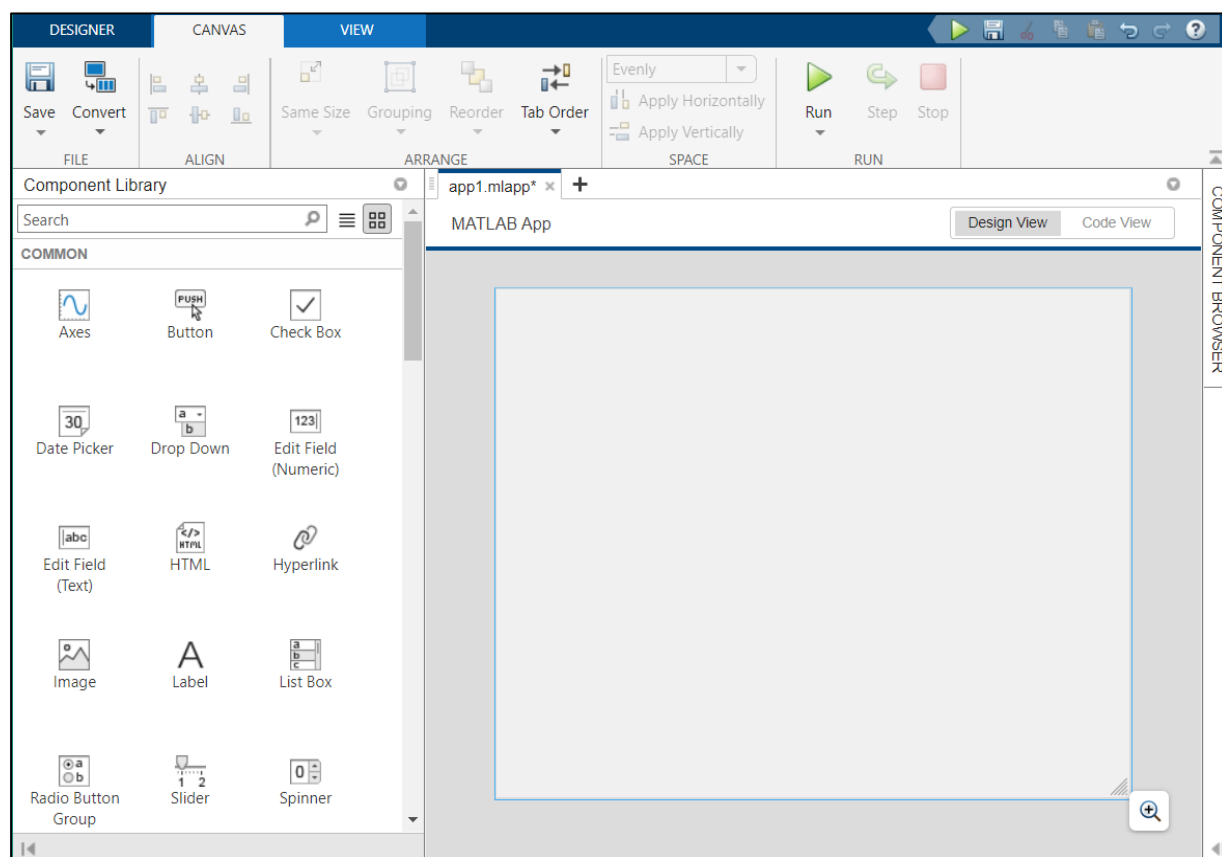 DESIGNER CANVAS VIEW
Evenly
Apply Horizontally
Apply Vertically
Save Convert Same Size Grouping Reorder Tab Order Run Step Stop
FILE ALIGN ARRANGE SPACE RUN
Component Library
app1.mlapp*
Search
MATLAB App
Design View Code View
COMPONENT BROWSER
COMMON
PUSH
Axes Button Check Box
30 a b 123
Date Picker Drop Down Edit Field
(Numeric)
abc </> HTML
Edit Field HTML Hyperlink
(Text)
A a b c
Image Label List Box
a b 1 2 0
Radio Button Slider Spinner
Group